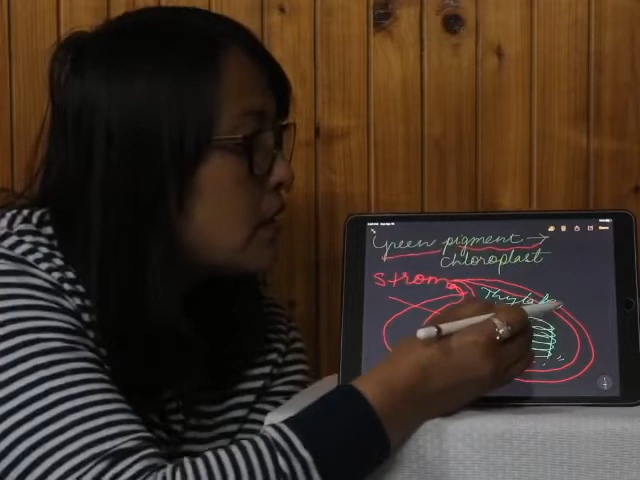 Green pigment →
chloroplast
Stroma